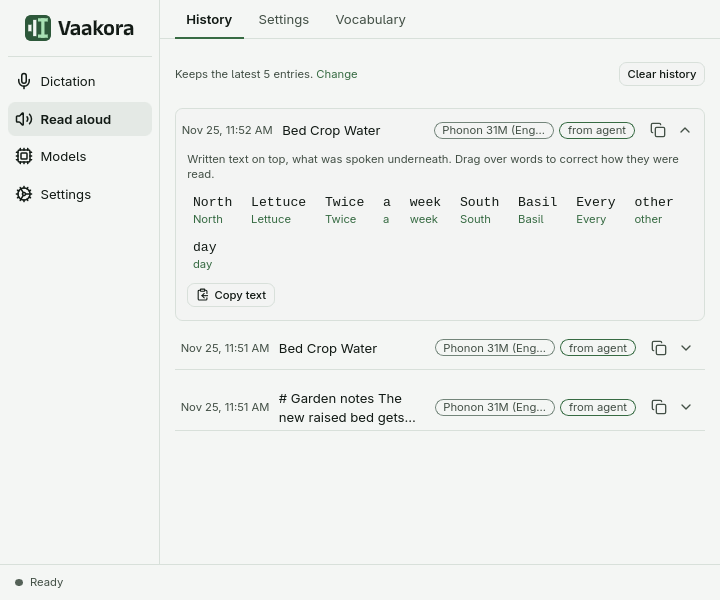 Vaakora
Dictation
Read aloud
Models
Settings
History Settings Vocabulary
Keeps the latest 5 entries. Change
Clear history
Nov 25, 11:52 AM Bed Crop Water Phonon 31M (Eng... from agent
Written text on top, what was spoken underneath. Drag over words to correct how they were
read.
North Lettuce Twice a week South Basil Every other
North Lettuce Twice a week South Basil Every other
day
day
Copy text
Nov 25, 11:51 AM Bed Crop Water Phonon 31M (Eng... from agent
Nov 25, 11:51 AM # Garden notes The Phonon 31M (Eng... from agent
new raised bed gets...
Ready